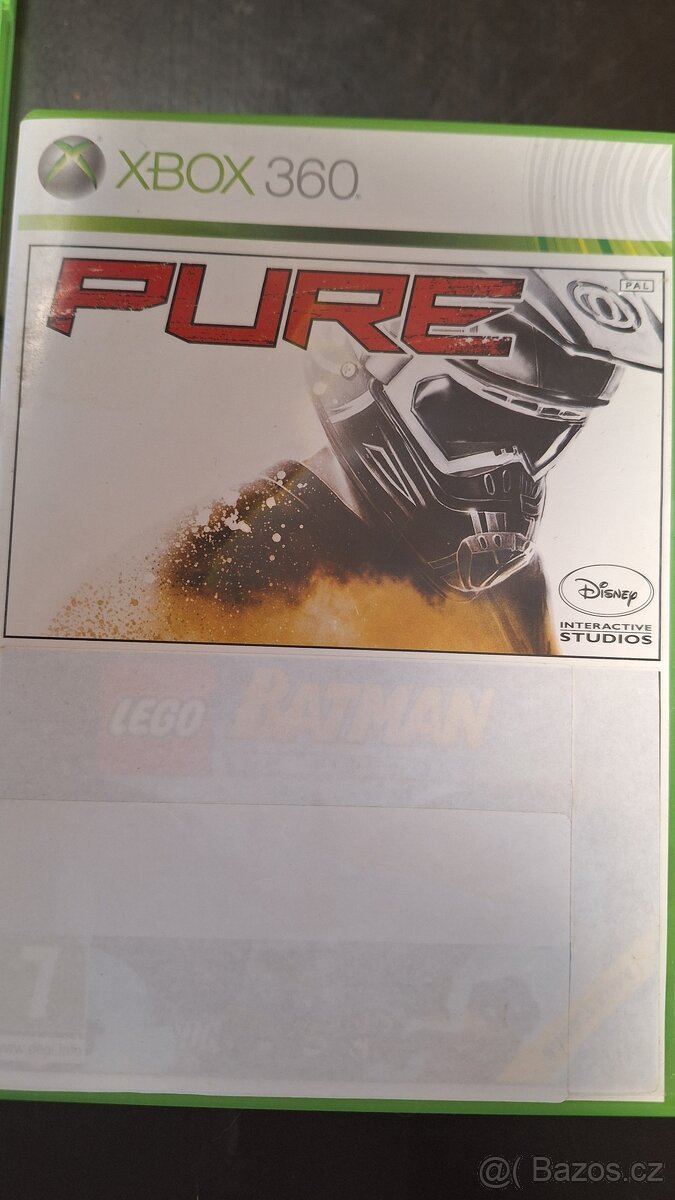 XBOX 360
PURE
PAL
Disney
INTERACTIVE
STUDIOS
LEGO BATMAN
7
@( Bazos.cz